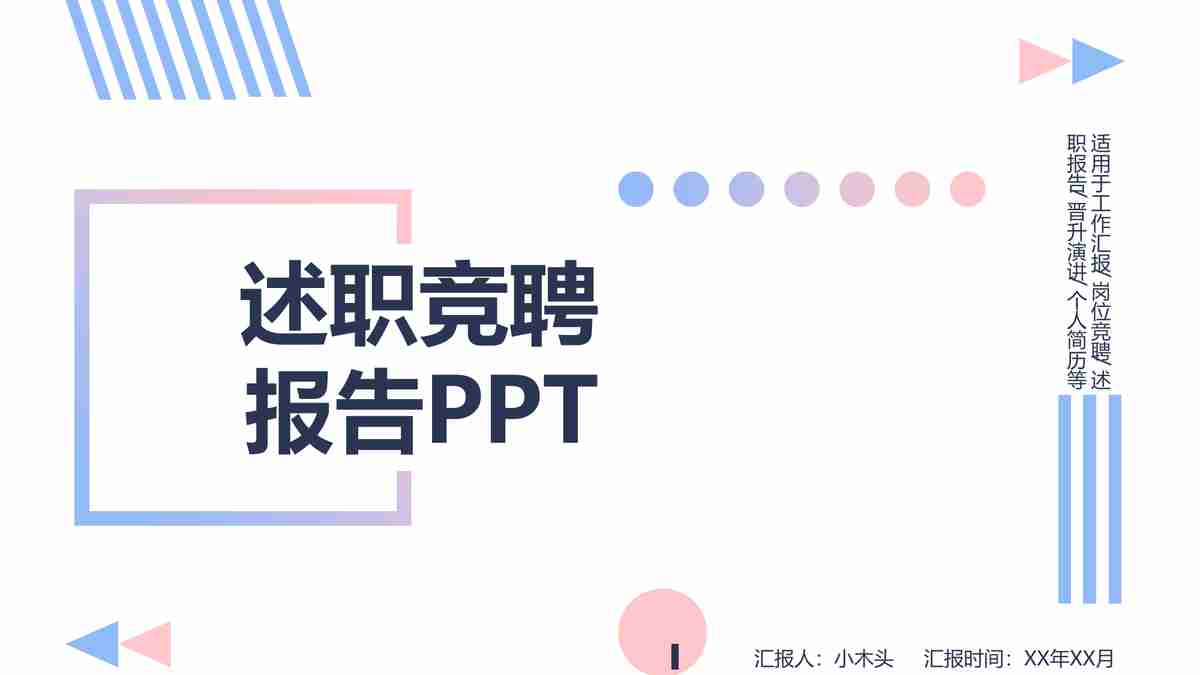 述职竞聘
报告PPT
适用于工作汇报、岗位竞聘、述
职报告、晋升演讲、个人简历等
汇报人：小木头
汇报时间：XX年XX月